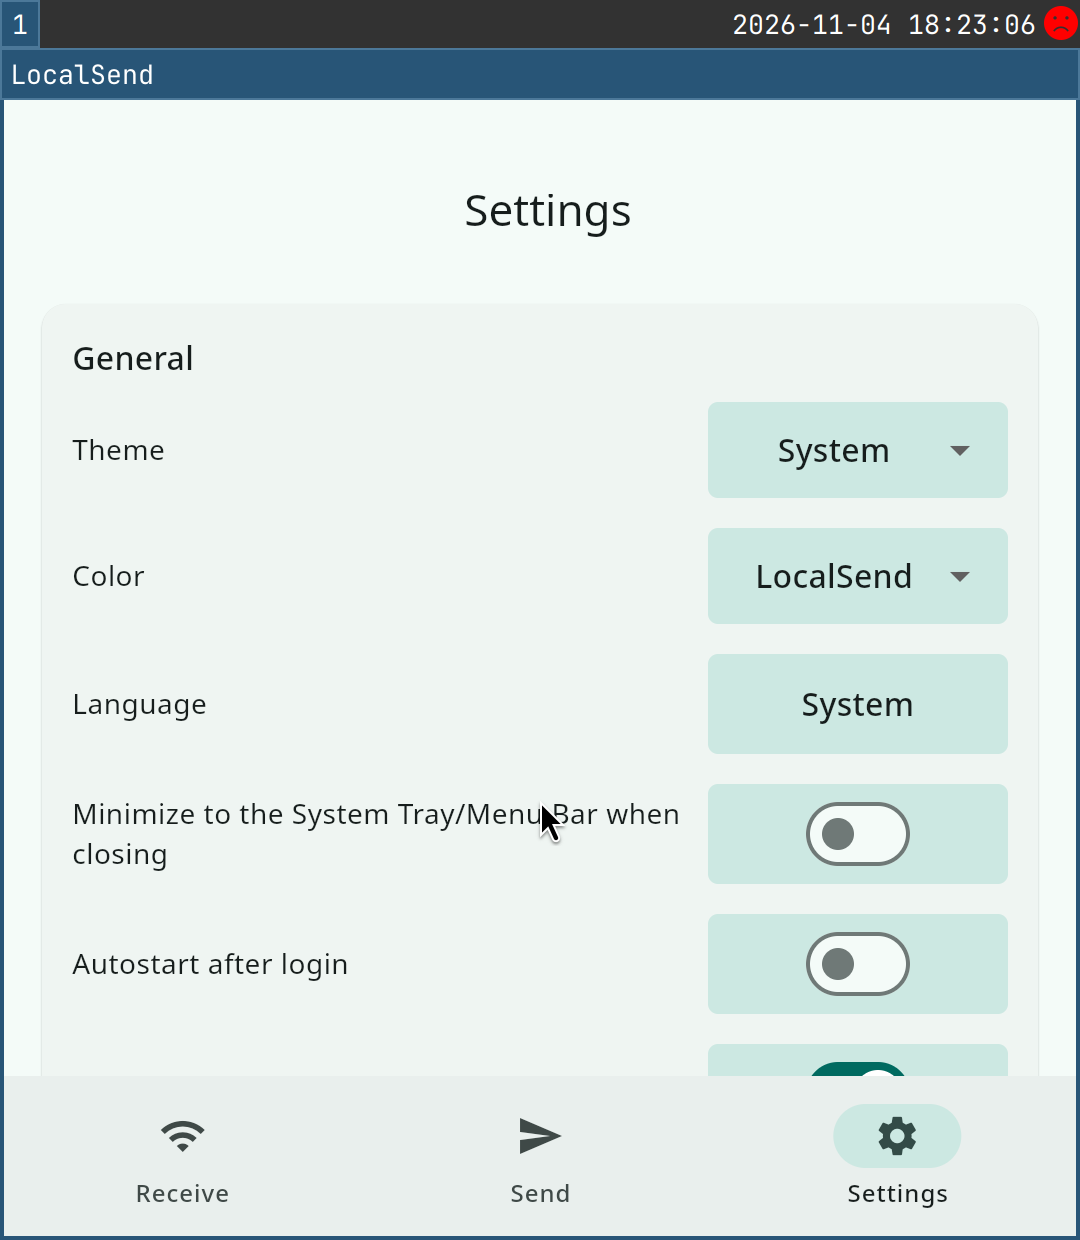 1
2026-11-04 18:23:06
LocalSend
Settings
General
Theme
System
Color
LocalSend
Language
System
Minimize to the System Tray/Menu Bar when
closing
Autostart after login
Receive
Send
Settings